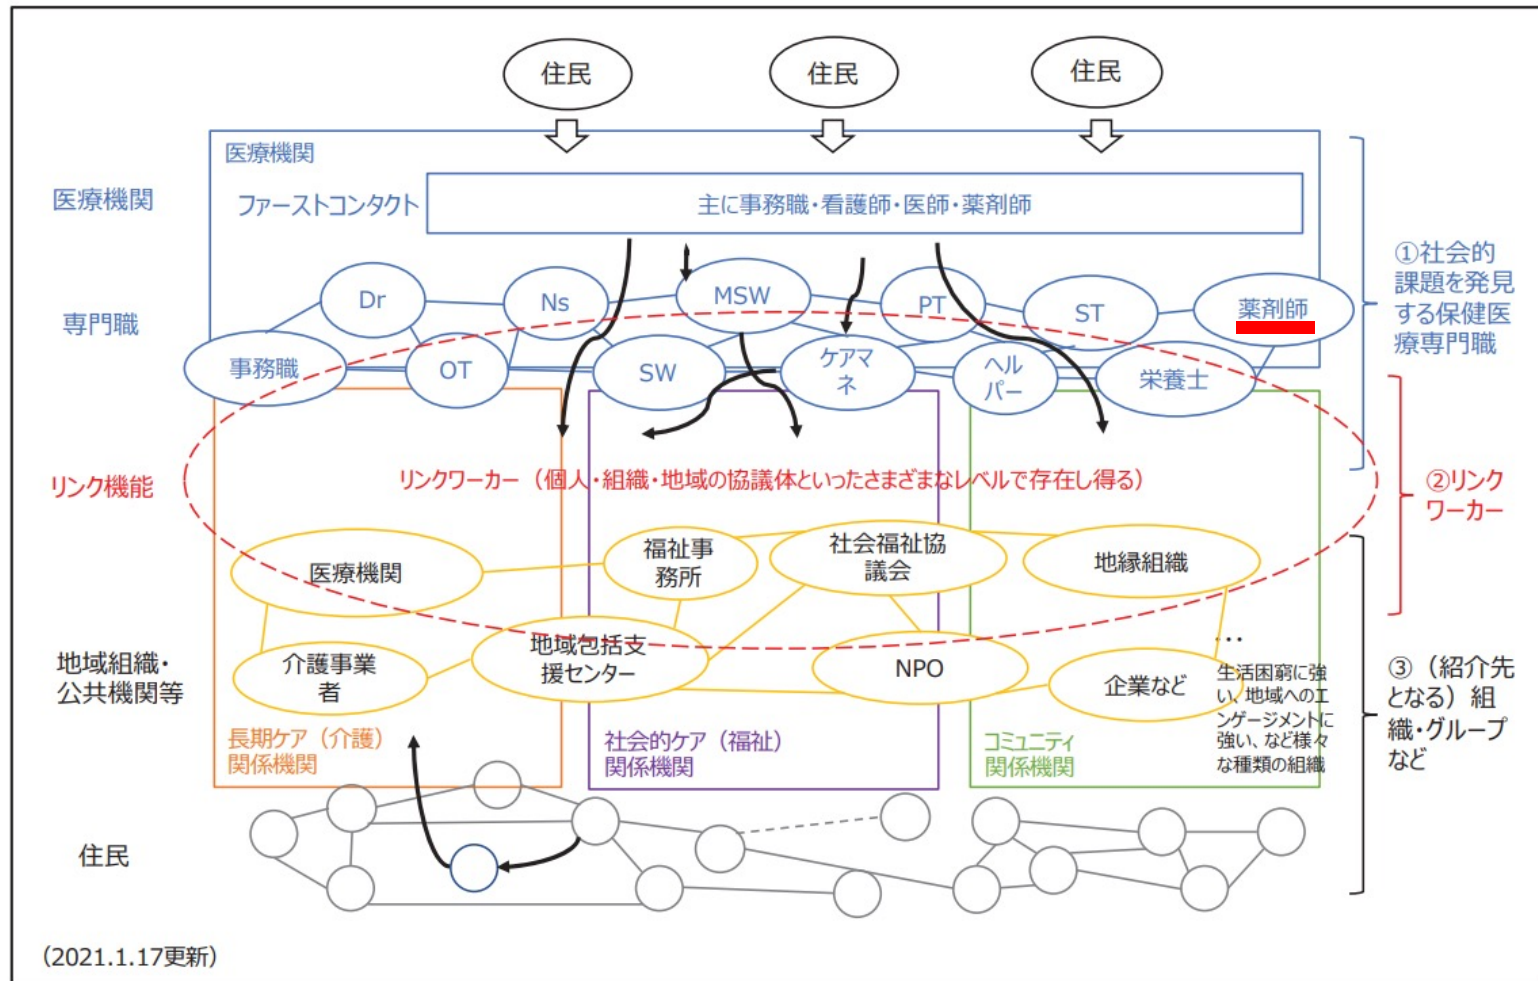 住民
住民
住民
医療機関
医療機関
ファーストコンタクト
主に事務職・看護師・医師・薬剤師
①社会的
課題を発見
する保健医
療専門職
専門職
Dr
Ns
MSW
PT
ST
薬剤師
事務職
OT
SW
ケアマ
ネ
ヘル
パー
栄養士
リンク機能
リンクワーカー（個人・組織・地域の協議体といったさまざまなレベルで存在し得る）
②リンク
ワーカー
医療機関
福祉事
務所
社会福祉協
議会
地縁組織
地域組織・
公共機関等
介護事業
者
地域包括支
援センター
NPO
企業など
…
生活困窮に強
い、地域へのエ
ンゲージメントに
強い、など様々
な種類の組織
③（紹介先
となる）組
織・グループ
など
長期ケア（介護）
関係機関
社会的ケア（福祉）
関係機関
コミュニティ
関係機関
住民
（2021.1.17更新）